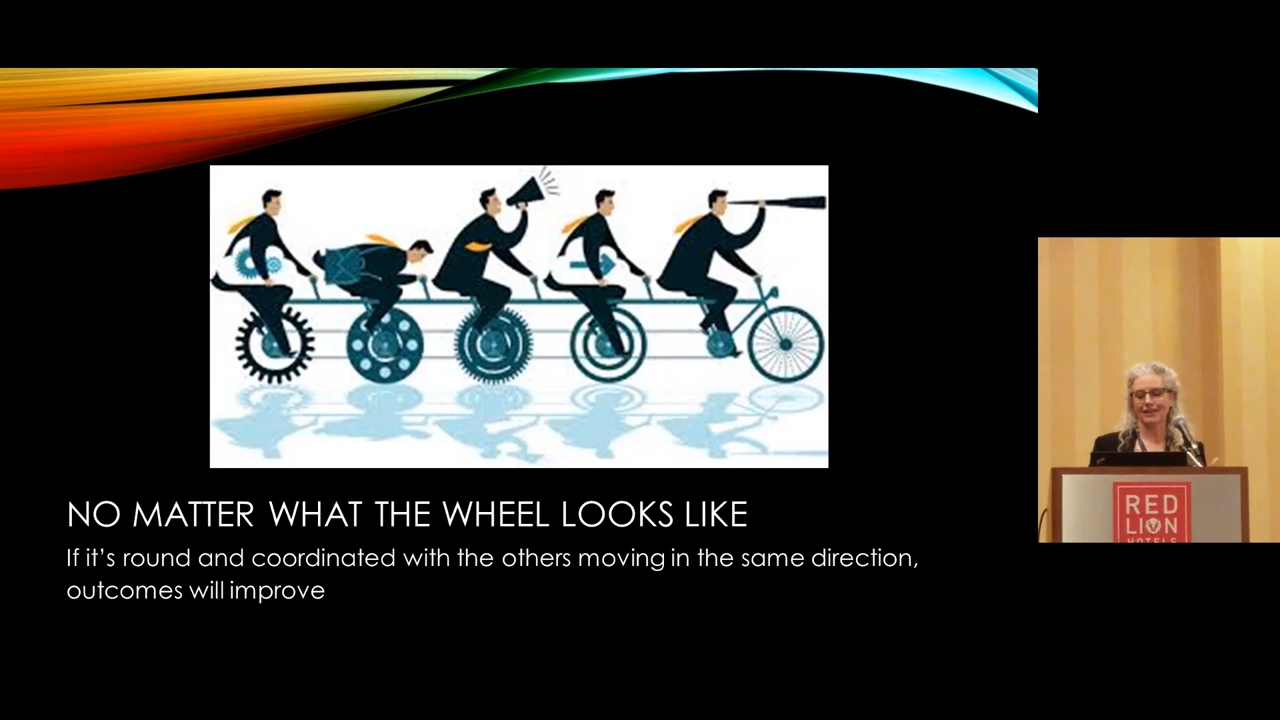 NO MATTER WHAT THE WHEEL LOOKS LIKE
If it’s round and coordinated with the others moving in the same direction,
outcomes will improve
RED
LION
HOTELS